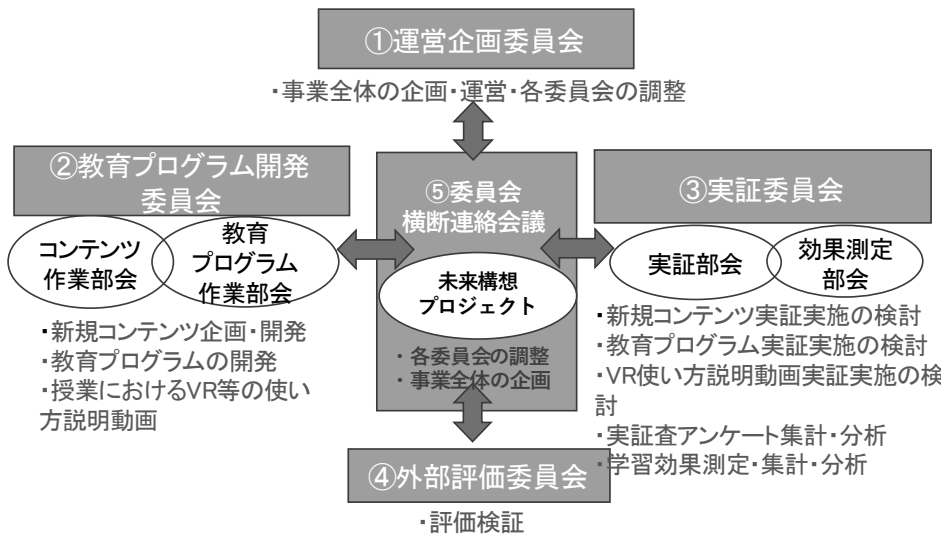 ①運営企画委員会
・事業全体の企画・運営・各委員会の調整
②教育プログラム開発
委員会
コンテンツ
作業部会
教育
プログラム
作業部会
・新規コンテンツ企画・開発
・教育プログラムの開発
・授業におけるVR等の使い
方説明動画
⑤委員会
横断連絡会議
未来構想
プロジェクト
・各委員会の調整
・事業全体の企画
③実証委員会
実証部会
効果測定
部会
・新規コンテンツ実証実施の検討
・教育プログラム実証実施の検討
・VR使い方説明動画実証実施の検
討
・実証査アンケート集計・分析
・学習効果測定・集計・分析
④外部評価委員会
・評価検証